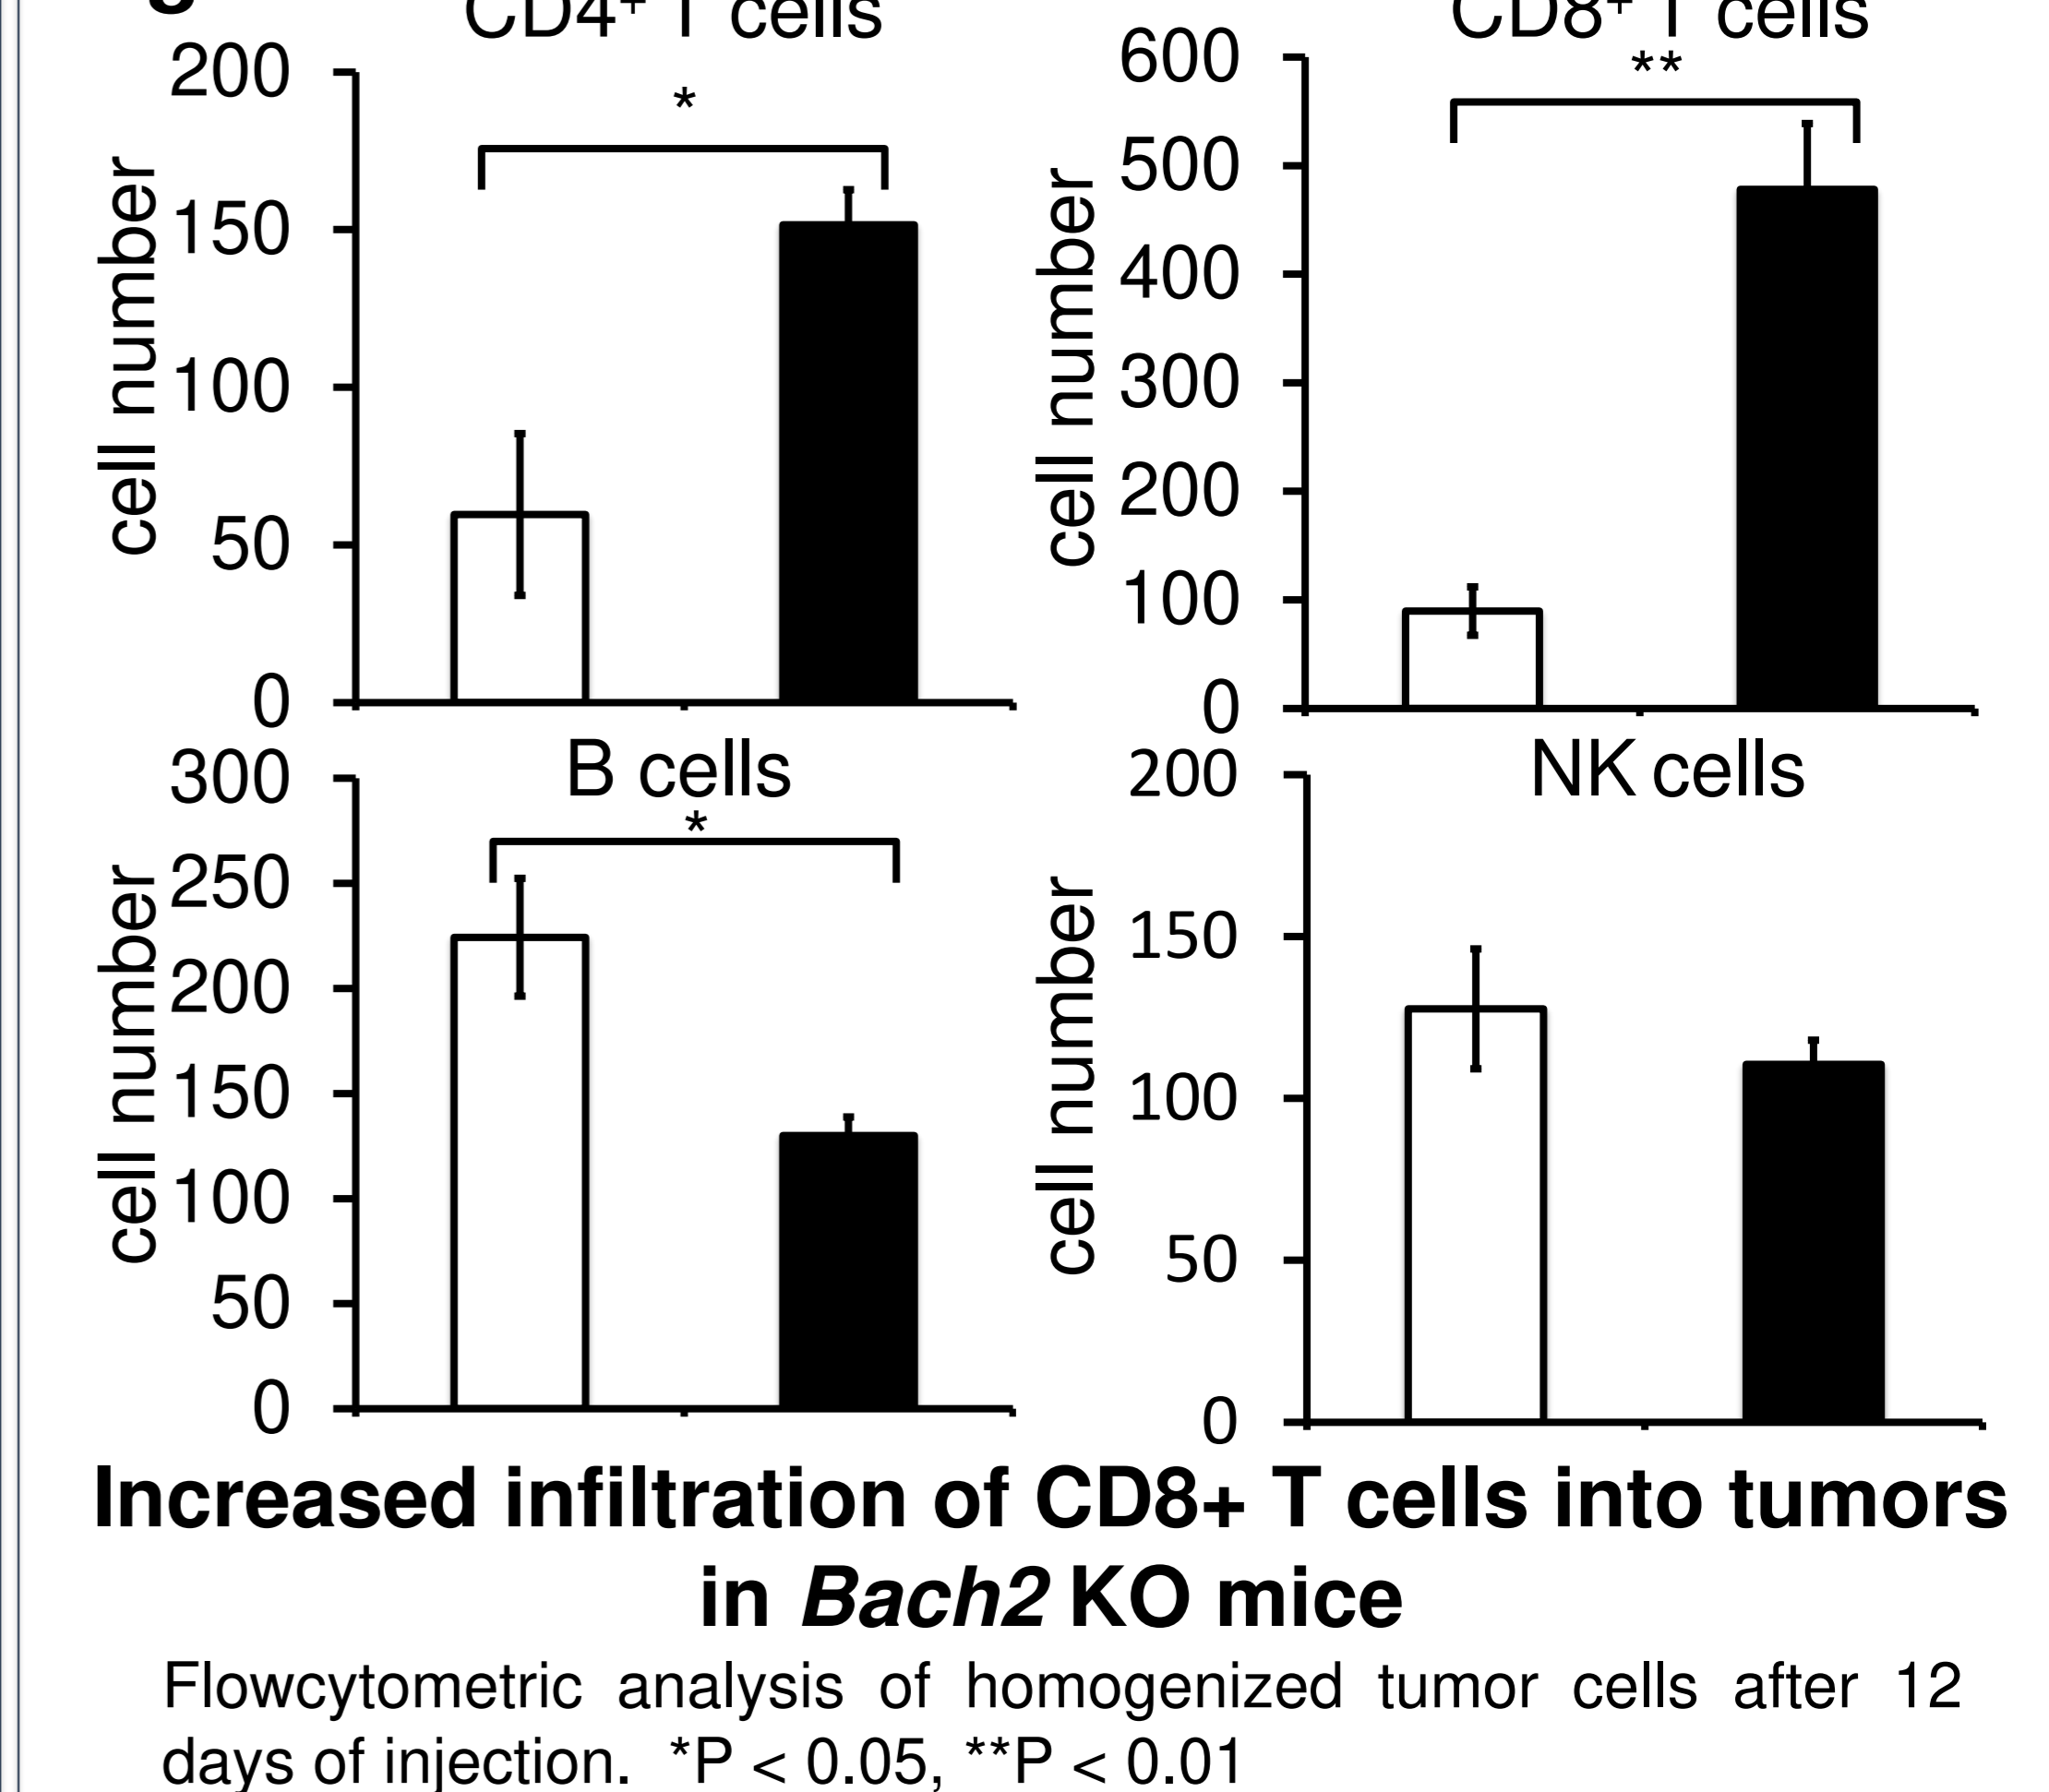 CD4+ T cells
200
*
150
100
50
0
cell number
CD8+ T cells
600
**
500
400
300
200
100
0
cell number
B cells
300
*
250
200
150
100
50
0
cell number
NK cells
200
150
100
50
0
cell number
Increased infiltration of CD8+ T cells into tumors
in Bach2 KO mice
Flowcytometric analysis of homogenized tumor cells after 12
days of injection. *P < 0.05, **P < 0.01